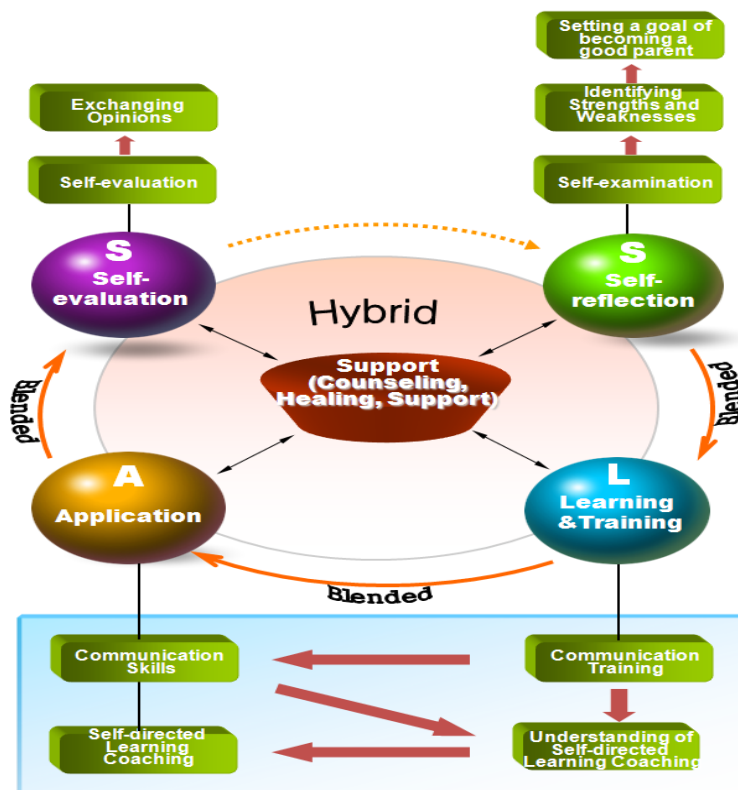 Setting a goal of
becoming a
good parent
Exchanging
Opinions
Identifying
Strengths and
Weaknesses
Self-evaluation
Self-examination
S
Self-
evaluation
S
Self-
reflection
Hybrid
Support
(Counseling,
Healing, Support)
Blended
Blended
A
Application
L
Learning
&Training
Blended
Communication
Skills
Communication
Training
Self-directed
Learning
Coaching
Understanding of
Self-directed
Learning Coaching